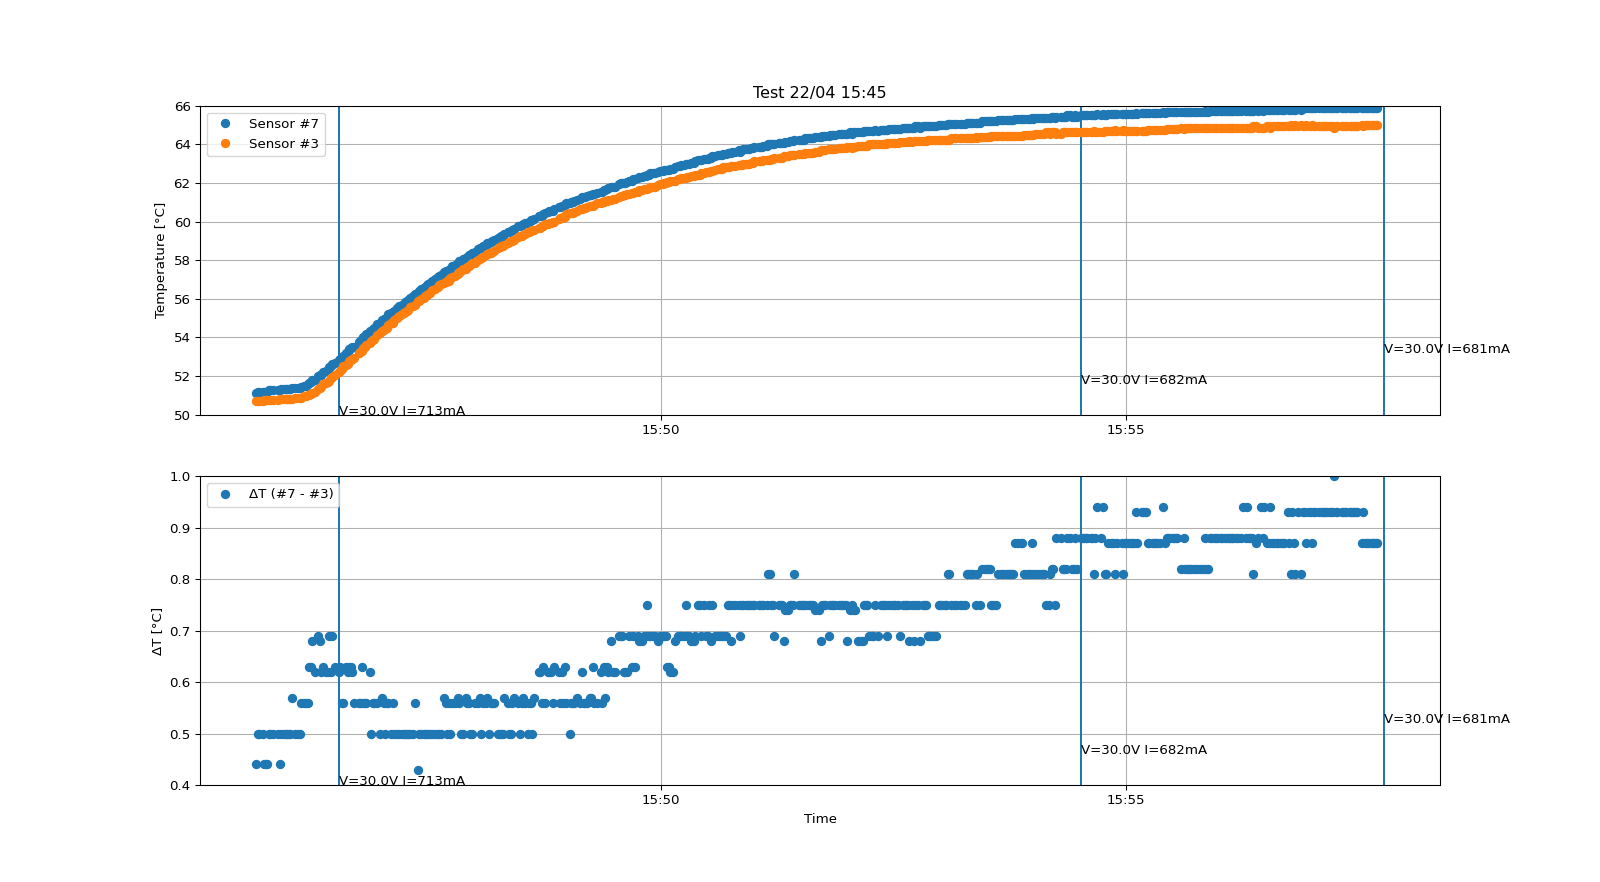 Test 22/04 15:45
Sensor #7
Sensor #3
Temperature [°C]
66
64
62
60
58
56
54
52
50
V=30.0V I=713mA
V=30.0V I=682mA
V=30.0V I=681mA
15:50
15:55
ΔT (#7 - #3)
ΔT [°C]
1.0
0.9
0.8
0.7
0.6
0.5
0.4
V=30.0V I=713mA
V=30.0V I=682mA
V=30.0V I=681mA
15:50
15:55
Time